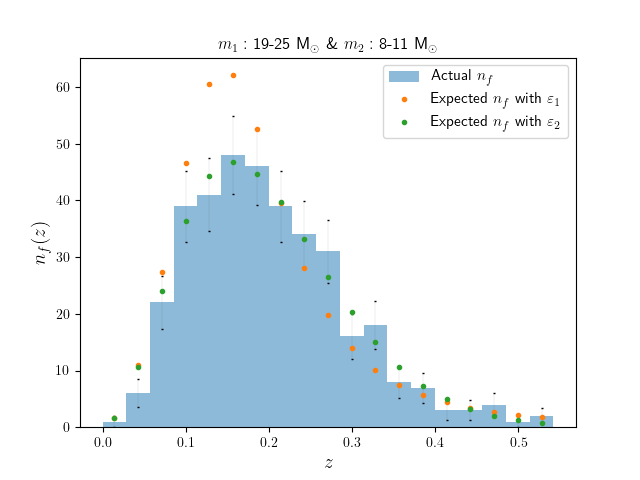 m₁ : 19-25 M⊙ & m₂ : 8-11 M⊙
Actual n_f
Expected n_f with ε₁
Expected n_f with ε₂
n_f(z)
60
50
40
30
20
10
0
0.0 0.1 0.2 0.3 0.4 0.5
z